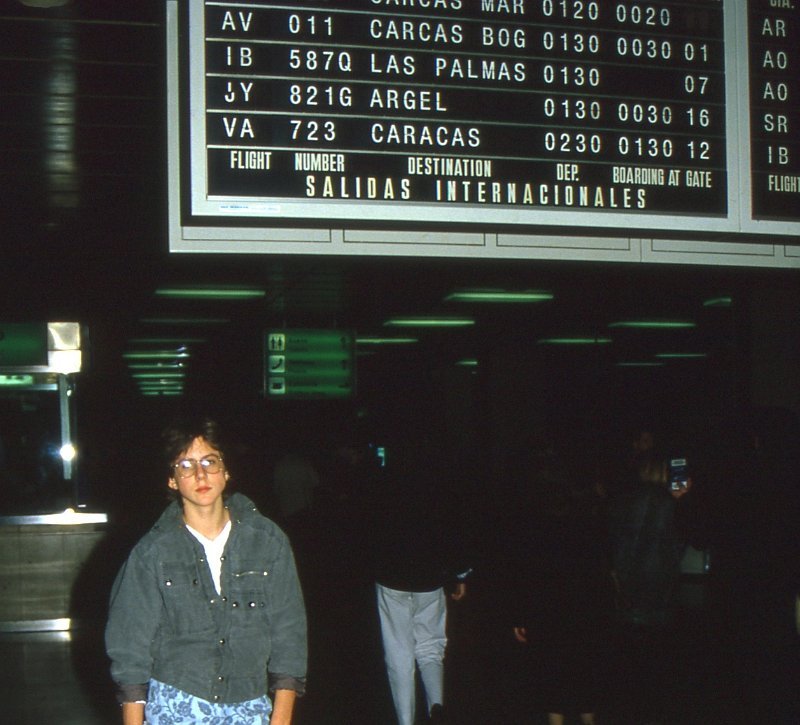 CARCAS MAR 0120 0020
AV 011 CARCAS BOG 0130 0030 01
IB 587Q LAS PALMAS 0130 07
JY 821G ARGEL 0130 0030 16
VA 723 CARACAS 0230 0130 12
FLIGHT NUMBER DESTINATION DEP. BOARDING AT GATE
SALIDAS INTERNACIONALES
AR
AO
AO
SR
IB
FLIGHT